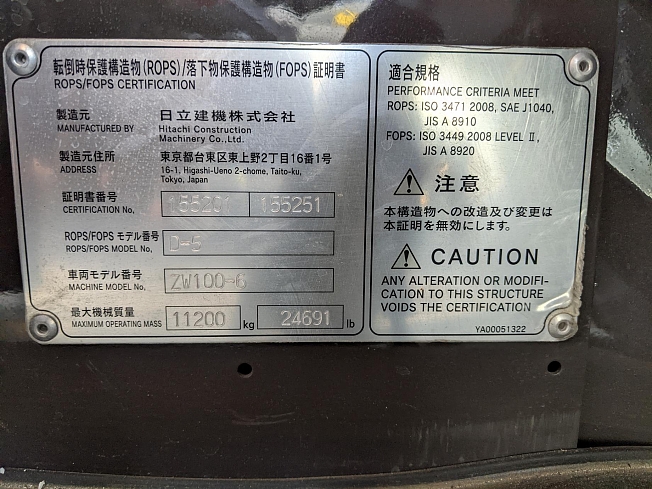 転倒時保護構造物(ROPS)/落下物保護構造物(FOPS)証明書
ROPS/FOPS CERTIFICATION
製造元 日立建機株式会社
MANUFACTURED BY Hitachi Construction
Machinery Co.,Ltd.
製造元住所 東京都台東区東上野2丁目16番1号
ADDRESS 16-1, Higashi-Ueno 2-chome, Taito-ku,
Tokyo, Japan
証明書番号
CERTIFICATION No. 155251
ROPS/FOPS モデル番号
ROPS/FOPS MODEL No. D-5
車両モデル番号
MACHINE MODEL No. ZW100-6
最大機械質量
MAXIMUM OPERATING MASS 11200 kg 24691 lb
適合規格
PERFORMANCE CRITERIA MEET
ROPS: ISO 3471 2008, SAE J1040,
JIS A 8910
FOPS: ISO 3449 2008 LEVEL Ⅱ,
JIS A 8920
注意
本構造物への改造及び変更は
本証明を無効にします。
CAUTION
ANY ALTERATION OR MODIFI-
CATION TO THIS STRUCTURE
VOIDS THE CERTIFICATION
YA00051322